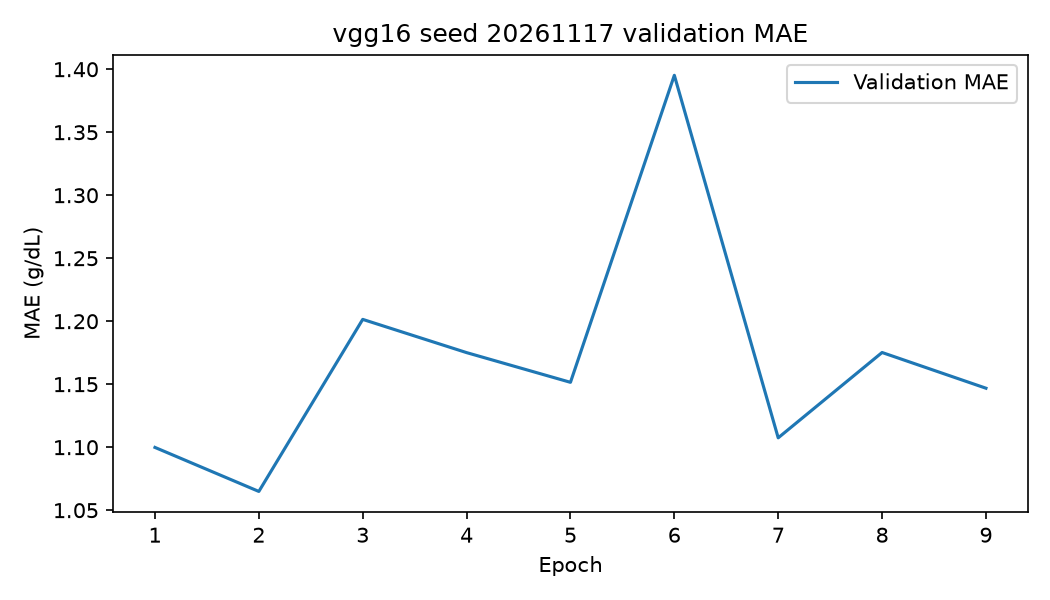 vgg16 seed 20261117 validation MAE
Validation MAE
MAE (g/dL)
1.40
1.35
1.30
1.25
1.20
1.15
1.10
1.05
1 2 3 4 5 6 7 8 9
Epoch